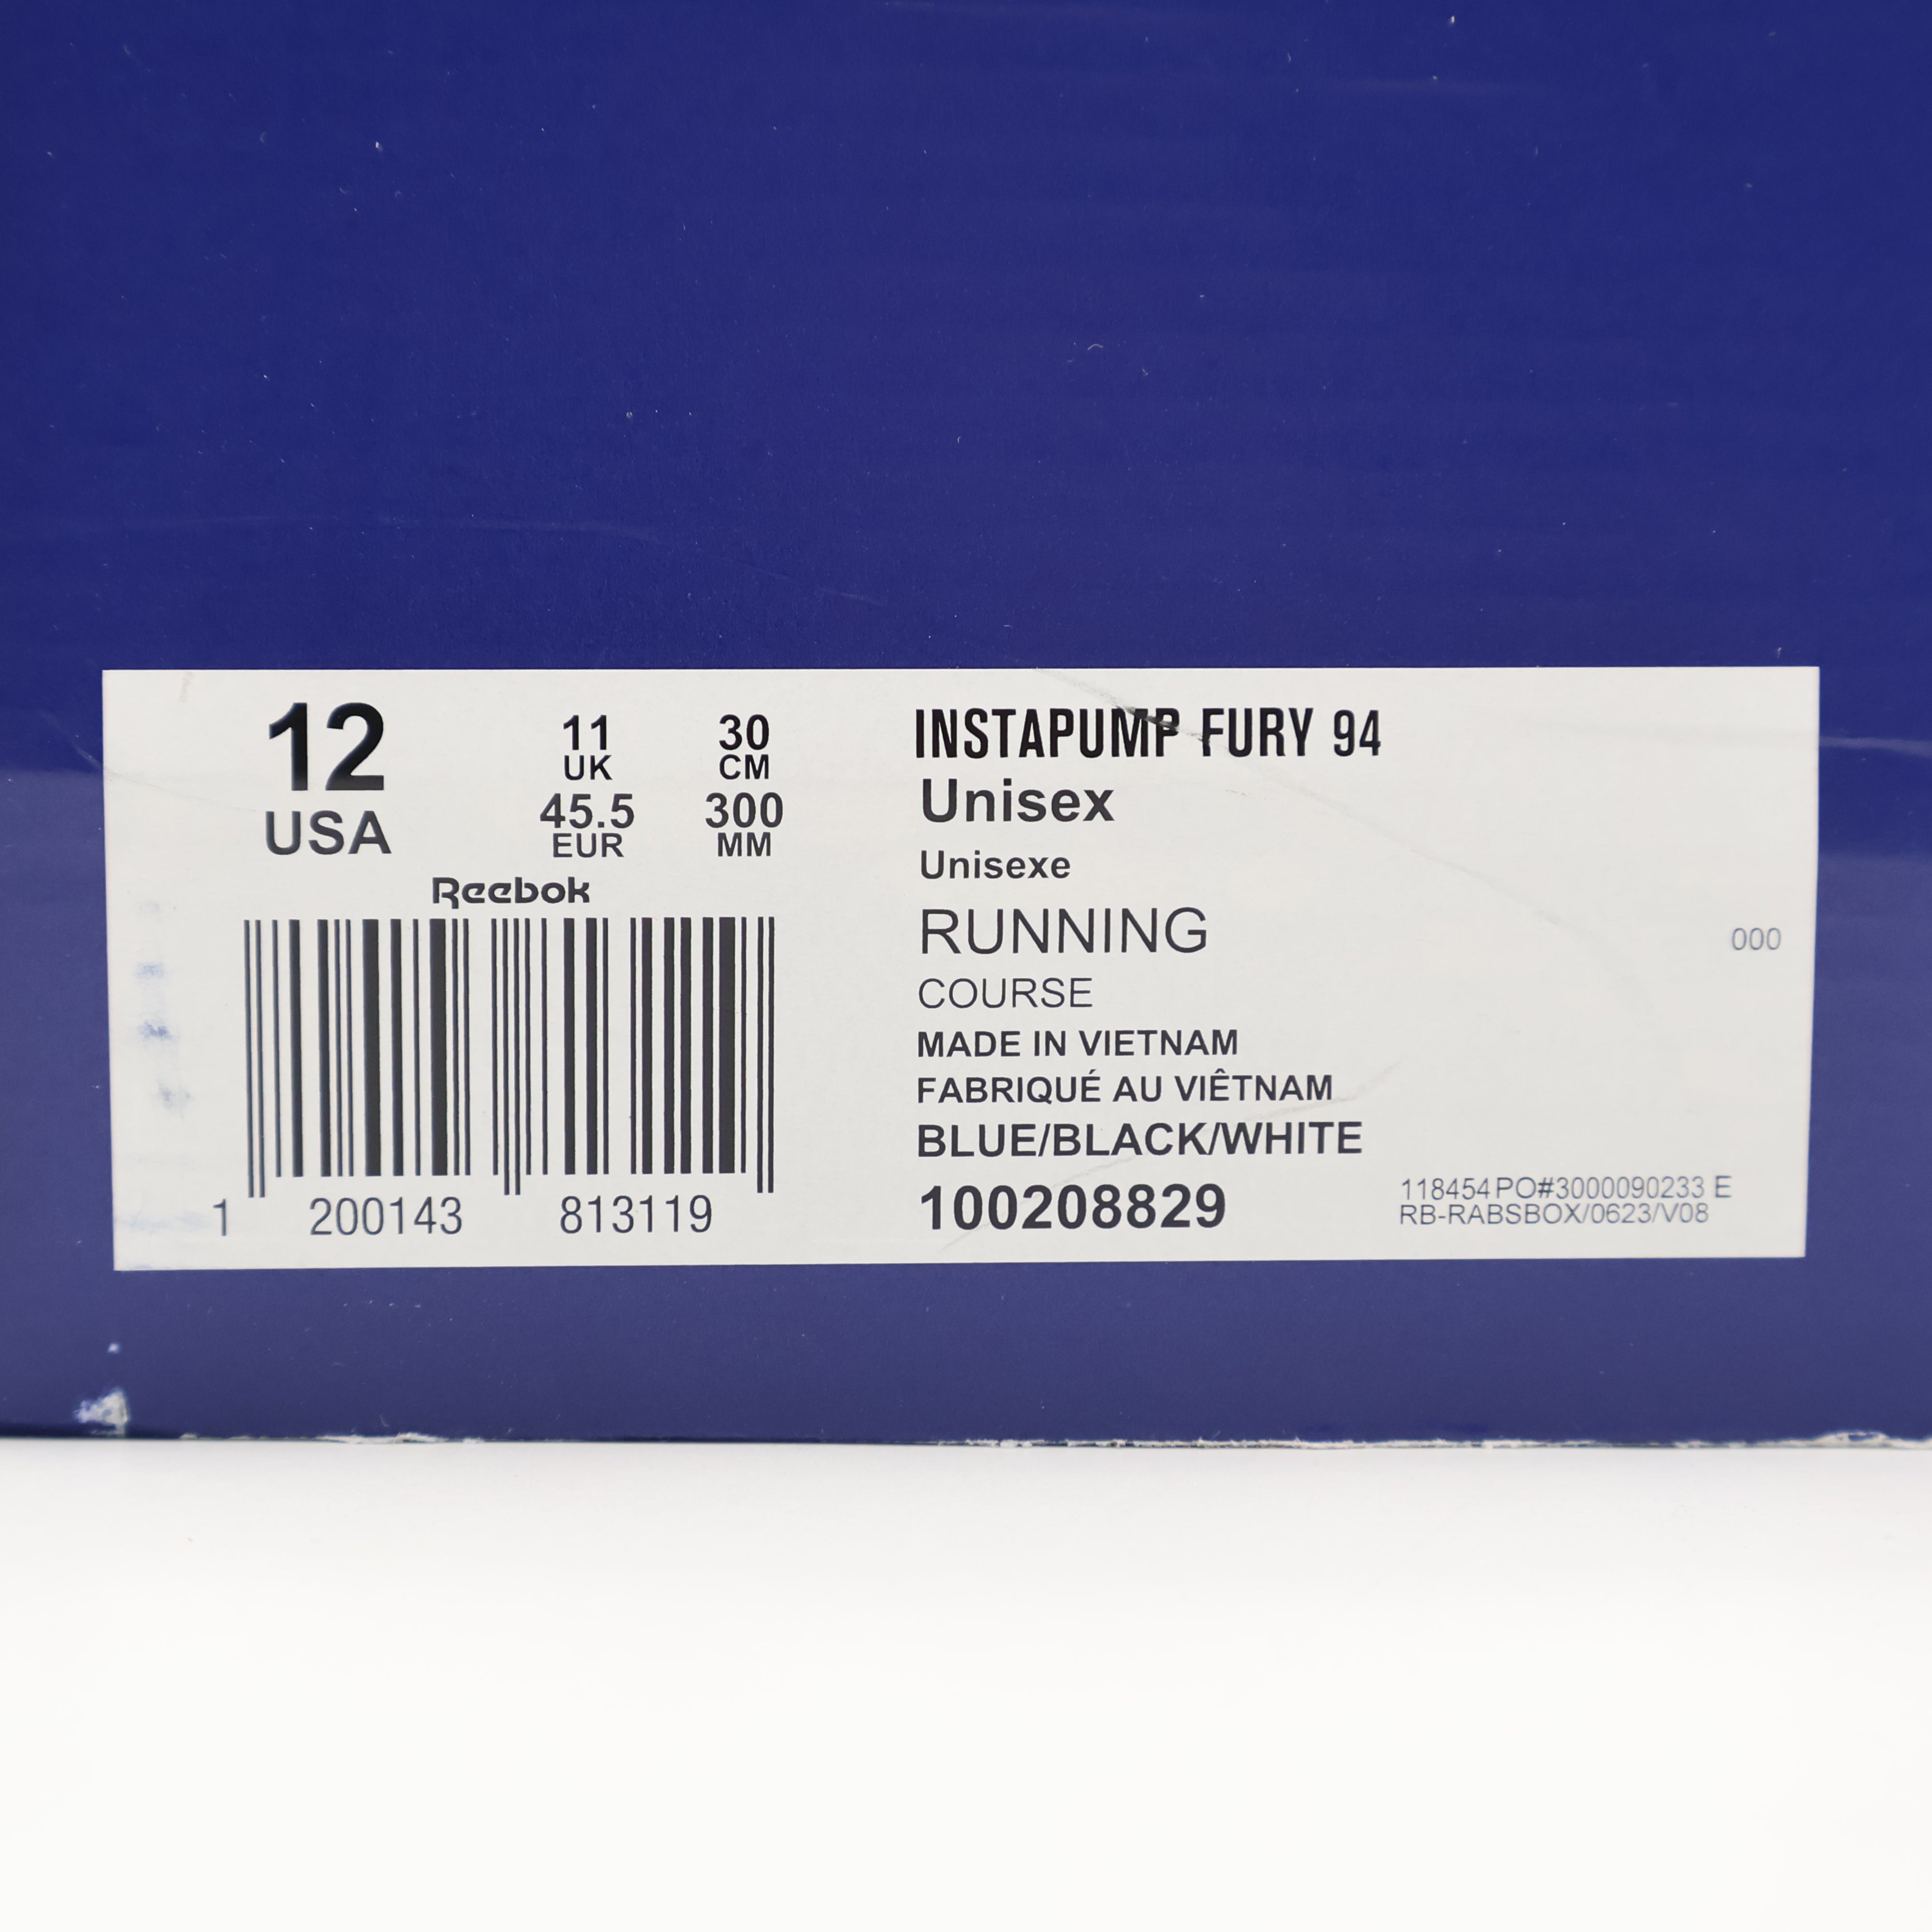 12
USA
11
UK
45.5
EUR
30
CM
300
MM
Reebok
1 200143 813119
INSTAPUMP FURY 94
Unisex
Unisexe
RUNNING
000
COURSE
MADE IN VIETNAM
FABRIQUÉ AU VIÊTNAM
BLUE/BLACK/WHITE
100208829
118454 PO#3000090233 E
RB-RABSBOX/0623/V08